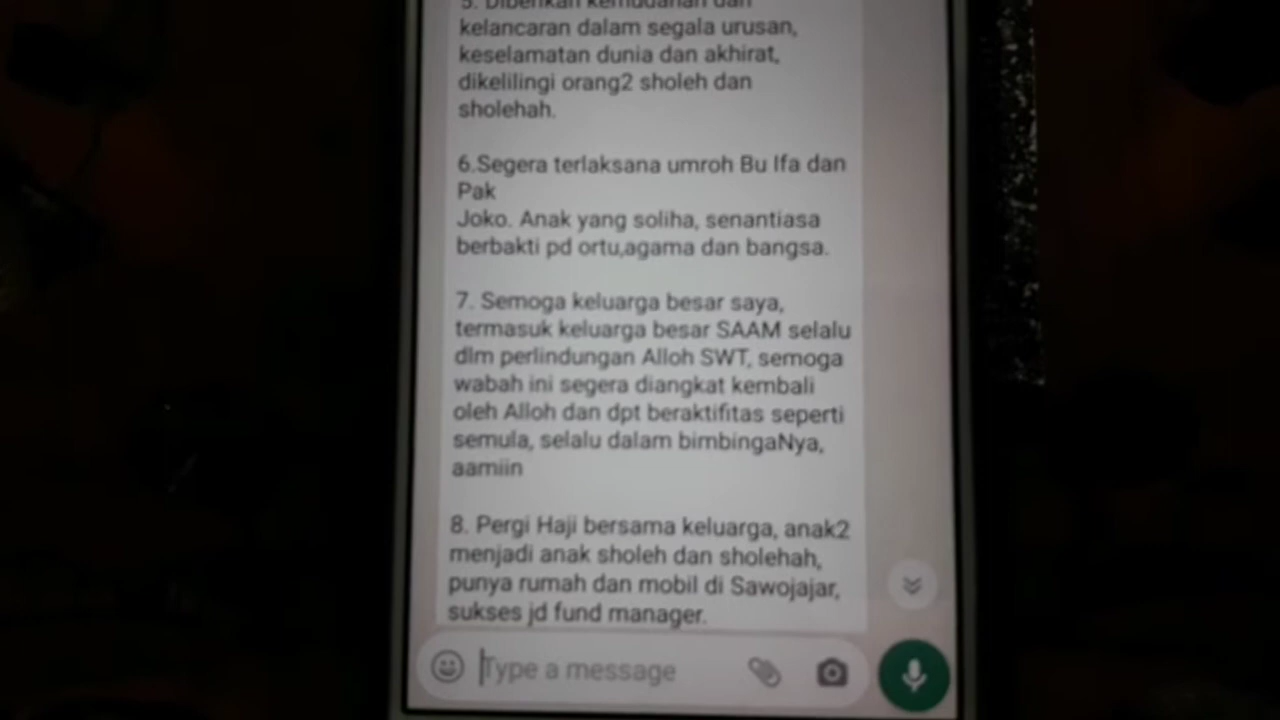 5. Diberikan kemudahan dan
kelancaran dalam segala urusan,
keselamatan dunia dan akhirat,
dikelilingi orang2 sholeh dan
sholehah.
6.Segera terlaksana umroh Bu Ifa dan
Pak
Joko. Anak yang soliha, senantiasa
berbakti pd ortu,agama dan bangsa.
7. Semoga keluarga besar saya,
termasuk keluarga besar SAAM selalu
dlm perlindungan Alloh SWT, semoga
wabah ini segera diangkat kembali
oleh Alloh dan dpt beraktifitas seperti
semula, selalu dalam bimbingaNya,
aamiin
8. Pergi Haji bersama keluarga, anak2
menjadi anak sholeh dan sholehah,
punya rumah dan mobil di Sawojajar,
sukses jd fund manager.
Type a message